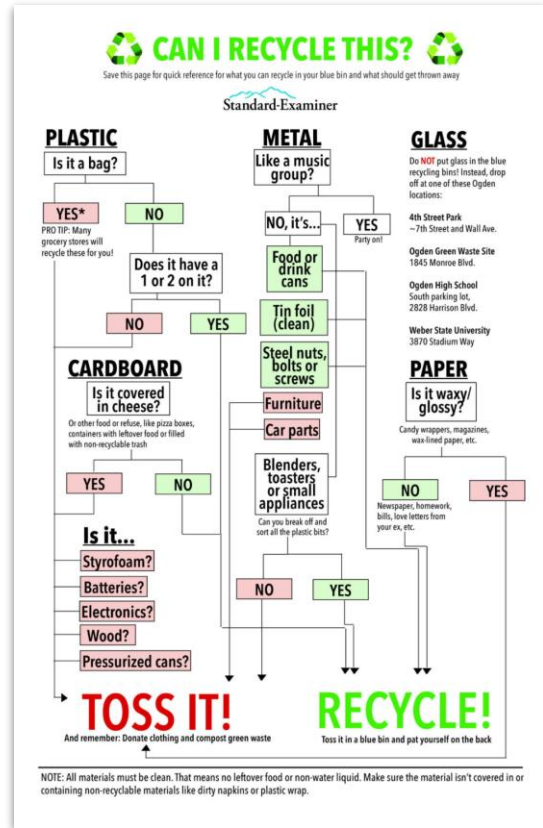 CAN I RECYCLE THIS?
Save this page for quick reference for what you can recycle in your blue bin and what should get thrown away
Standard-Examiner
PLASTIC
Is it a bag?
YES*
PRO TIP: Many
grocery stores will
recycle these for you!
NO
Does it have a
1 or 2 on it?
NO
YES
CARDBOARD
Is it covered
in cheese?
Or other food or refuse, like pizza boxes,
containers with leftover food or filled
with non-recyclable trash
YES
NO
Is it...
Styrofoam?
Batteries?
Electronics?
Wood?
Pressurized cans?
METAL
Like a music
group?
NO, it's...
YES
Party on!
Food or
drink
cans
Tin foil
(clean)
Steel nuts,
bolts or
screws
Furniture
Car parts
Blenders,
toasters
or small
appliances
Can you break off and
sort all the plastic bits?
NO
YES
GLASS
Do NOT put glass in the blue
recycling bins! Instead, drop
off at one of these Ogden
locations:
4th Street Park
~7th Street and Wall Ave.
Ogden Green Waste Site
1845 Monroe Blvd.
Ogden High School
South parking lot,
2828 Harrison Blvd.
Weber State University
3870 Stadium Way
PAPER
Is it waxy/
glossy?
Candy wrappers, magazines,
wax-lined paper, etc.
NO
Newspaper, homework,
bills, love letters from
your ex, etc.
YES
TOSS IT!
And remember: Donate clothing and compost green waste
RECYCLE!
Toss it in a blue bin and pat yourself on the back
NOTE: All materials must be clean. That means no leftover food or non-water liquid. Make sure the material isn't covered in or
containing non-recyclable materials like dirty napkins or plastic wrap.